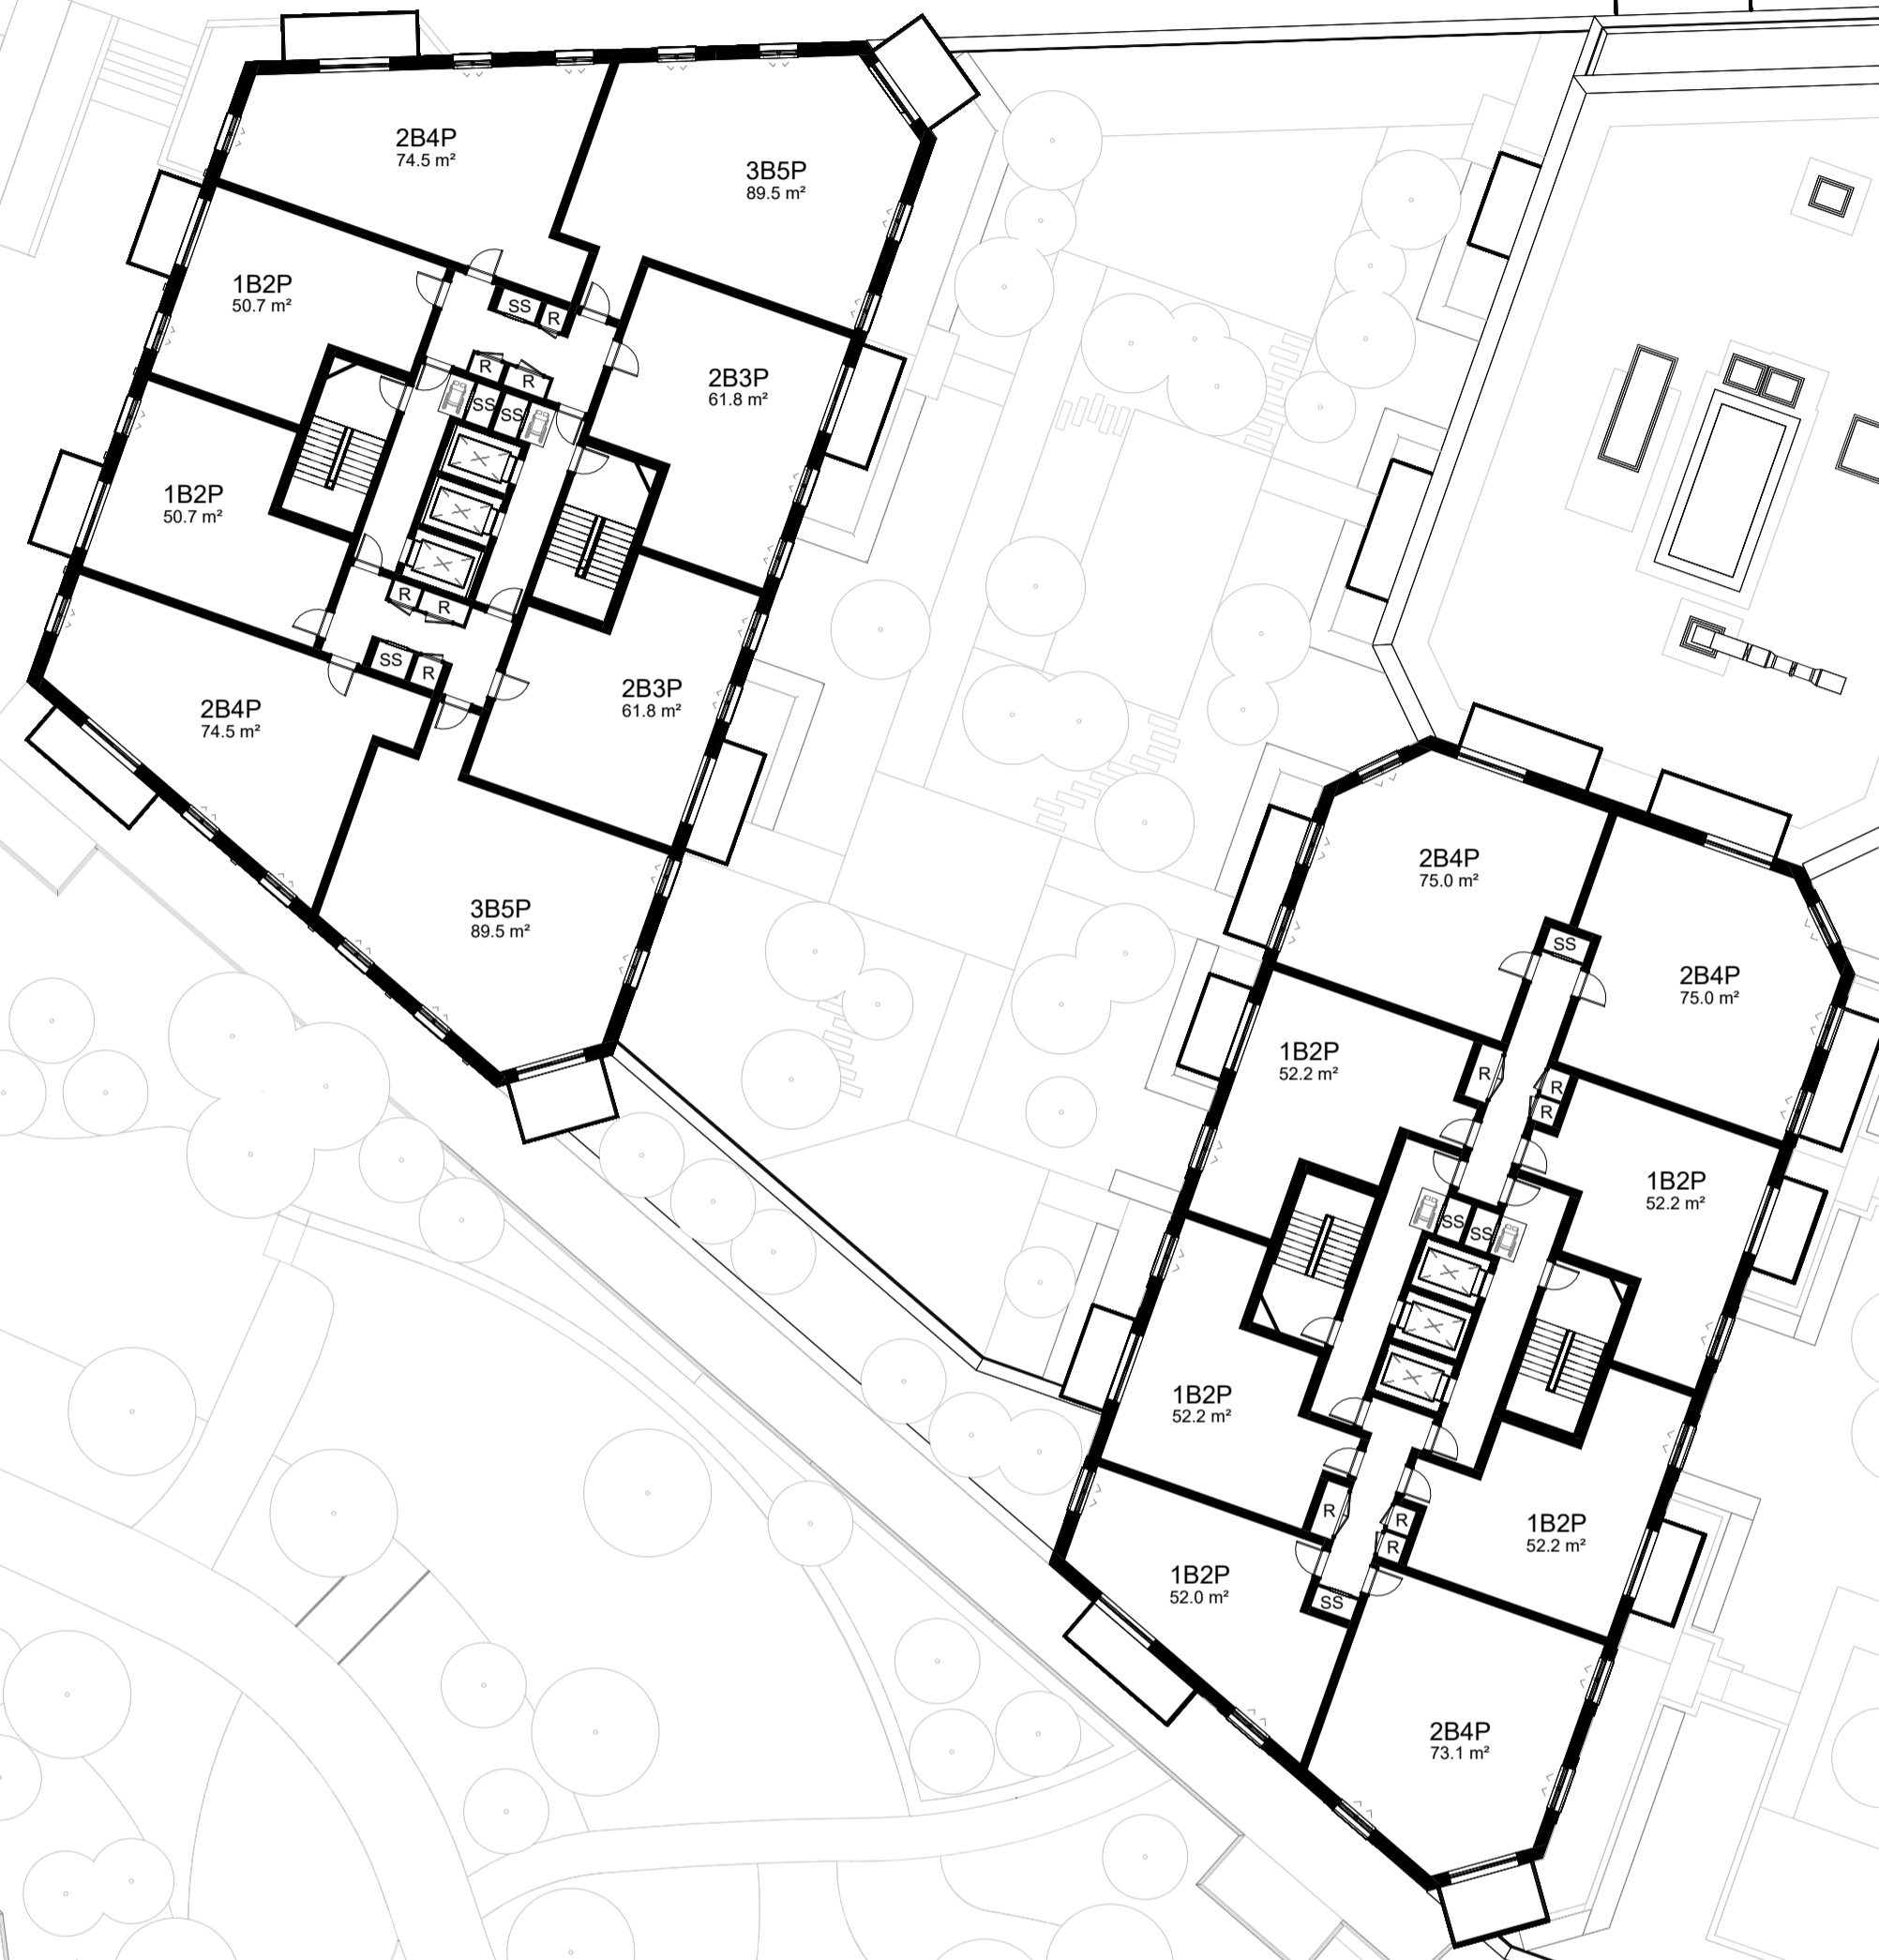 2B4P
74.5 m²
3B5P
89.5 m²
1B2P
50.7 m²
SS
R
R
R
2B3P
61.8 m²
SS
SS
1B2P
50.7 m²
R
R
SS
R
2B3P
61.8 m²
2B4P
74.5 m²
3B5P
89.5 m²
2B4P
75.0 m²
SS
2B4P
75.0 m²
1B2P
52.2 m²
R
R
R
1B2P
52.2 m²
SS
SS
1B2P
52.2 m²
R
R
R
1B2P
52.2 m²
1B2P
52.0 m²
SS
2B4P
73.1 m²